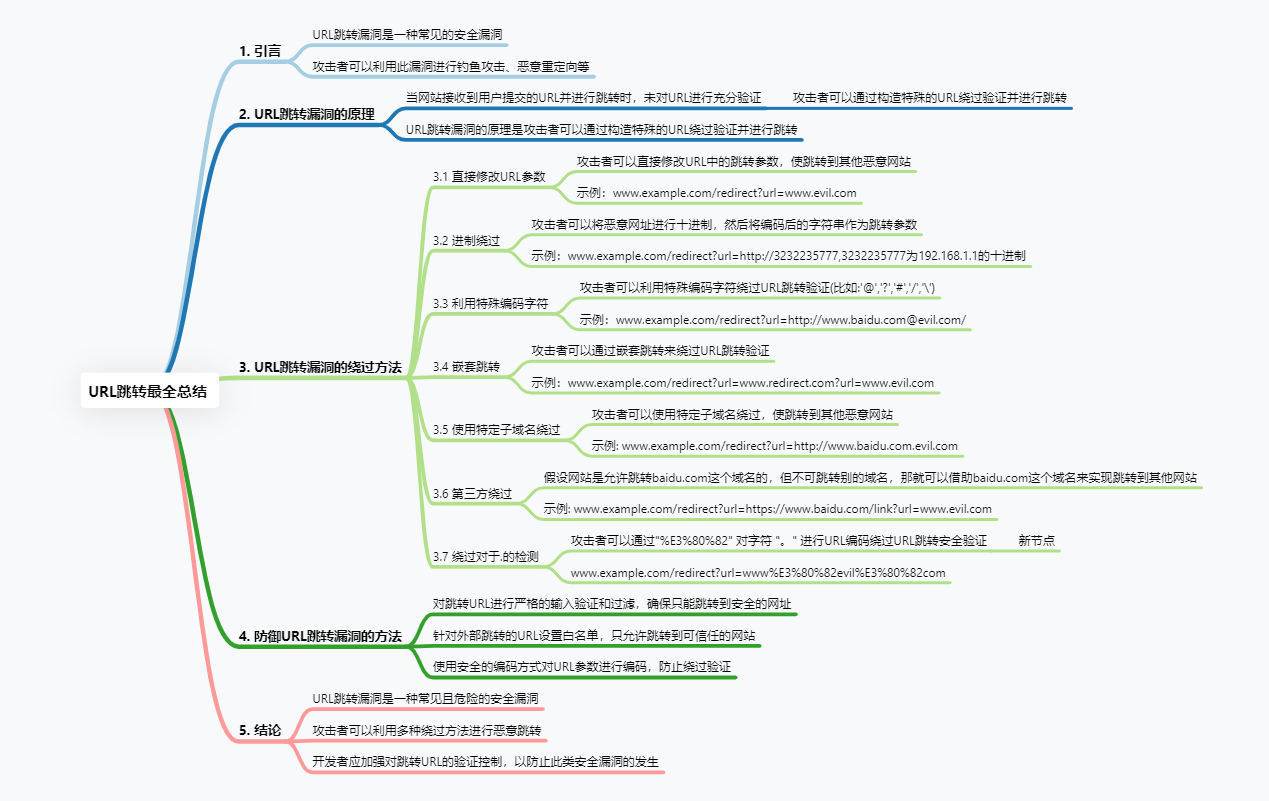 URL跳转最全总结
1. 引言
URL跳转漏洞是一种常见的安全漏洞
攻击者可以利用此漏洞进行钓鱼攻击、恶意重定向等
2. URL跳转漏洞的原理
当网站接收到用户提交的URL并进行跳转时，未对URL进行充分验证
攻击者可以通过构造特殊的URL绕过验证并进行跳转
URL跳转漏洞的原理是攻击者可以通过构造特殊的URL绕过验证并进行跳转
3. URL跳转漏洞的绕过方法
3.1 直接修改URL参数
攻击者可以直接修改URL中的跳转参数，使跳转到其他恶意网站
示例：www.example.com/redirect?url=www.evil.com
3.2 进制绕过
攻击者可以将恶意网址进行十进制，然后将编码后的字符串作为跳转参数
示例：www.example.com/redirect?url=http://3232235777,3232235777为192.168.1.1的十进制
3.3 利用特殊编码字符
攻击者可以利用特殊编码字符绕过URL跳转验证(比如:'@','?','#','/','\')
示例：www.example.com/redirect?url=http://www.baidu.com@evil.com/
3.4 嵌套跳转
攻击者可以通过嵌套跳转来绕过URL跳转验证
示例：www.example.com/redirect?url=www.redirect.com?url=www.evil.com
3.5 使用特定子域名绕过
攻击者可以使用特定子域名绕过，使跳转到其他恶意网站
示例: www.example.com/redirect?url=http://www.baidu.com.evil.com
3.6 第三方绕过
假设网站是允许跳转baidu.com这个域名的，但不可跳转别的域名，那就可以借助baidu.com这个域名来实现跳转到其他网站
示例: www.example.com/redirect?url=https://www.baidu.com/link?url=www.evil.com
3.7 绕过对于.的检测
攻击者可以通过"%E3%80%82" 对字符 "。" 进行URL编码绕过URL跳转安全验证
新节点
www.example.com/redirect?url=www%E3%80%82evil%E3%80%82com
4. 防御URL跳转漏洞的方法
对跳转URL进行严格的输入验证和过滤，确保只能跳转到安全的网址
针对外部跳转的URL设置白名单，只允许跳转到可信任的网站
使用安全的编码方式对URL参数进行编码，防止绕过验证
5. 结论
URL跳转漏洞是一种常见且危险的安全漏洞
攻击者可以利用多种绕过方法进行恶意跳转
开发者应加强对跳转URL的验证控制，以防止此类安全漏洞的发生